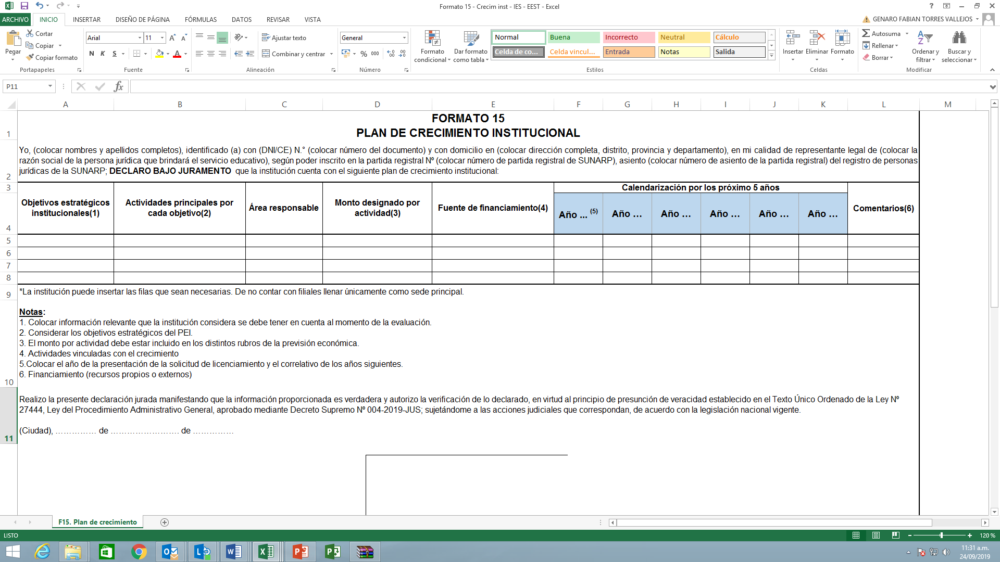 Formato 15 - Crecim inst - IES - EEST - Excel
ARCHIVO INICIO INSERTAR DISEÑO DE PÁGINA FÓRMULAS DATOS REVISAR VISTA GENARO FABIAN TORRES VALLEJOS
Pegar
Cortar
Copiar
Copiar formato
Portapapeles
Arial 11
N K S
Fuente
Ajustar texto
Combinar y centrar
Alineación
General
% 000
Número
Formato condicional
Dar formato como tabla
Normal Buena Incorrecto Neutral Cálculo
Celda de co... Celda vincul... Entrada Notas Salida
Estilos
Insertar Eliminar Formato
Celdas
Autosuma
Rellenar
Borrar
Ordenar y filtrar
Buscar y seleccionar
Modificar
P11 fx
A B C D E F G H I J K L M
1
FORMATO 15
PLAN DE CRECIMIENTO INSTITUCIONAL
2
Yo, (colocar nombres y apellidos completos), identificado (a) con (DNI/CE) N.° (colocar número del documento) y con domicilio en (colocar dirección completa, distrito, provincia y departamento), en mi calidad de representante legal de (colocar la
razón social de la persona jurídica que brindará el servicio educativo), según poder inscrito en la partida registral Nº (colocar número de partida registral de SUNARP), asiento (colocar número de asiento de la partida registral) del registro de personas
jurídicas de la SUNARP; DECLARO BAJO JURAMENTO que la institución cuenta con el siguiente plan de crecimiento institucional:
3
4
Objetivos estratégicos institucionales(1)
Actividades principales por cada objetivo(2)
Área responsable
Monto designado por actividad(3)
Fuente de financiamiento(4)
Calendarización por los próximo 5 años
Año ... (5) Año ... Año ... Año ... Año ... Año ...
Comentarios(6)
5
6
7
8
9
*La institución puede insertar las filas que sean necesarias. De no contar con filiales llenar únicamente como sede principal.
10
Notas:
1. Colocar información relevante que la institución considera se debe tener en cuenta al momento de la evaluación.
2. Considerar los objetivos estratégicos del PEI.
3. El monto por actividad debe estar incluido en los distintos rubros de la previsión económica.
4. Actividades vinculadas con el crecimiento
5.Colocar el año de la presentación de la solicitud de licenciamiento y el correlativo de los años siguientes.
6. Financiamiento (recursos propios o externos)
11
Realizo la presente declaración jurada manifestando que la información proporcionada es verdadera y autorizo la verificación de lo declarado, en virtud al principio de presunción de veracidad establecido en el Texto Único Ordenado de la Ley Nº
27444, Ley del Procedimiento Administrativo General, aprobado mediante Decreto Supremo Nº 004-2019-JUS; sujetándome a las acciones judiciales que correspondan, de acuerdo con la legislación nacional vigente.
(Ciudad), …………… de ……………………. de ……………
F15. Plan de crecimiento
LISTO 120 %
11:31 a.m.
24/09/2019